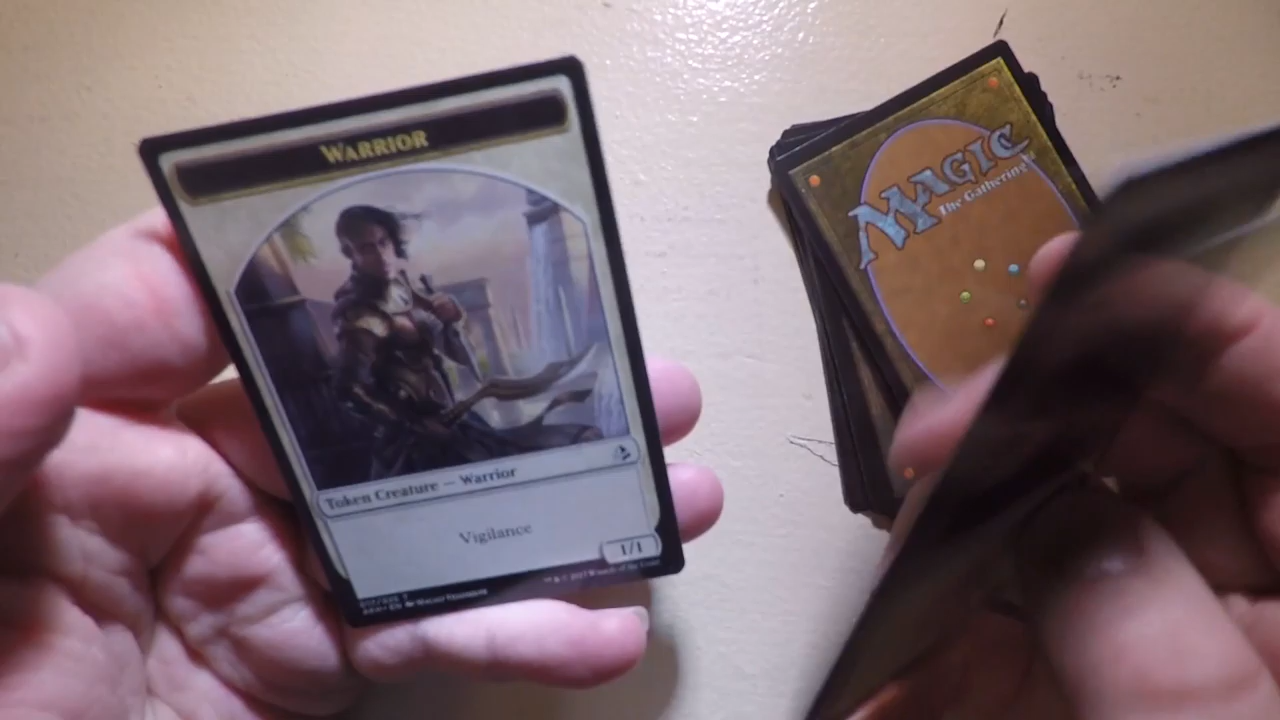 WARRIOR
Token Creature — Warrior
Vigilance
1/1
MAGIC
The Gathering